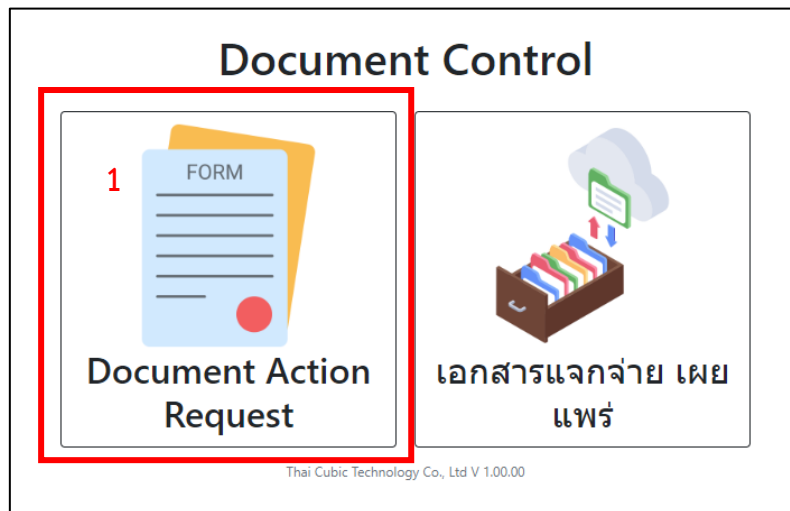 Document Control
1
FORM
Document Action
Request
เอกสารแจกจ่าย เผย
แพร่
Thai Cubic Technology Co., Ltd V 1.00.00